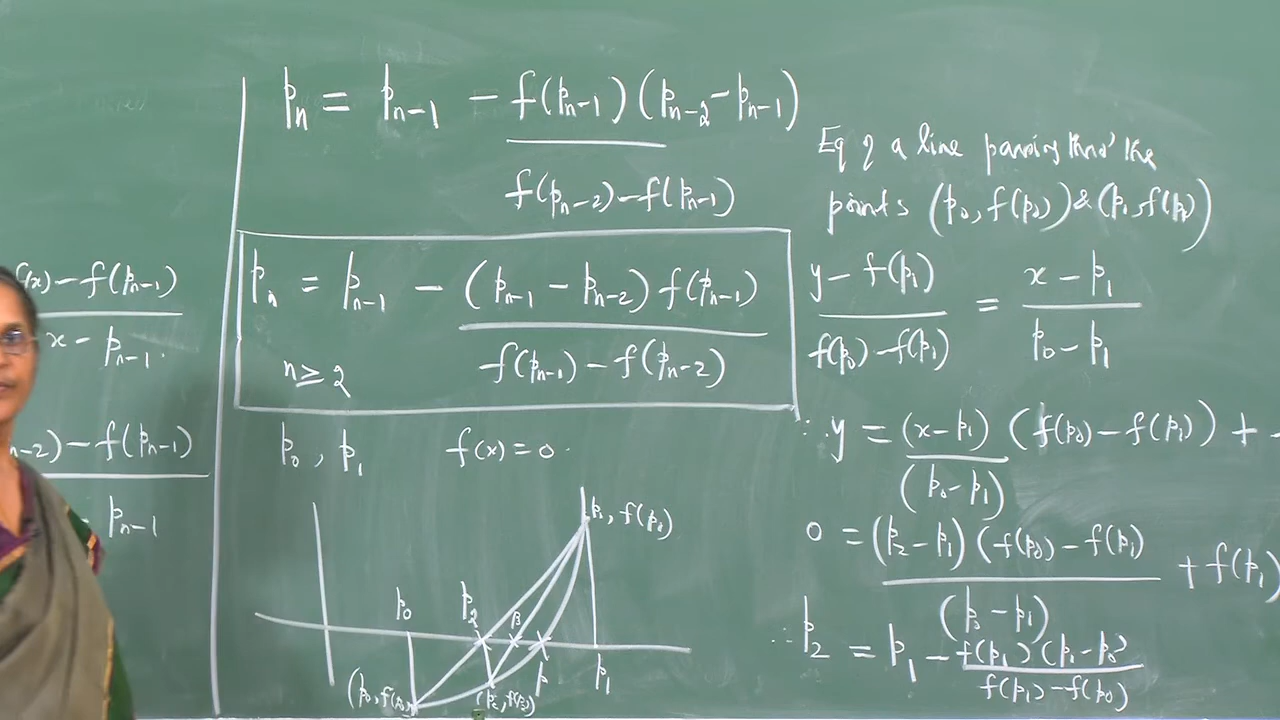 f(x) – f(pₙ₋₁)
x – pₙ₋₁.
n-2) – f(pₙ₋₁)
– pₙ₋₁
pₙ = pₙ₋₁ – f(pₙ₋₁)(pₙ₋₂ – pₙ₋₁)
f(pₙ₋₂) – f(pₙ₋₁)
pₙ = pₙ₋₁ – (pₙ₋₁ – pₙ₋₂) f(pₙ₋₁)
n ≥ 2
f(pₙ₋₁) – f(pₙ₋₂)
p₀ , p₁
f(x) = 0.
p₁, f(p₁)
p₀
p₂
p₃
(p₀, f(p₀))
(p₂, f(p₂))
p
p₁
Eq of a line passing thro' the
points (p₀, f(p₀)) & (p₁, f(p₁))
y – f(p₁) = x – p₁
f(p₀) – f(p₁)
p₀ – p₁
∴ y = (x – p₁) (f(p₀) – f(p₁)) +
(p₀ – p₁)
0 = (p₂ – p₁) (f(p₀) – f(p₁) + f(p₁)
(p₀ – p₁)
∴ p₂ = p₁ – f(p₁)(p₁ – p₀)
f(p₁) – f(p₀)